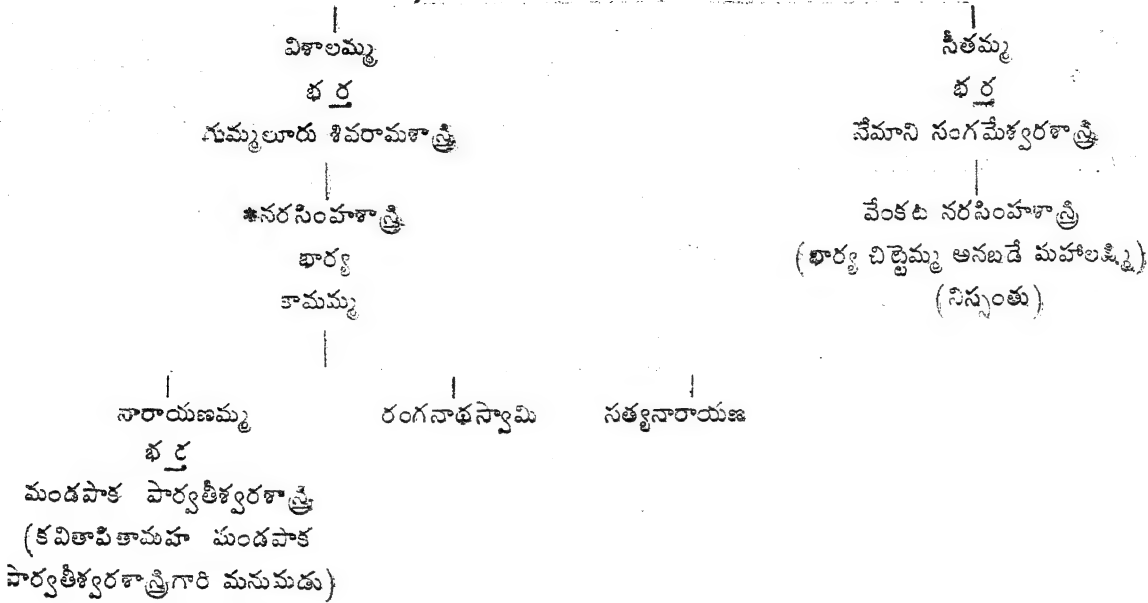 విశాలమ్మ
భర్త
గుమ్మలూరు శివరామశాస్త్రి
*నరసింహశాస్త్రి
భార్య
కామమ్మ
సీతమ్మ
భర్త
నేమాని సంగమేశ్వరశాస్త్రి
వేంకట నరసింహశాస్త్రి
(భార్య చిట్టెమ్మ అనబడే మహాలక్ష్మి)
(నిస్సంతు)
నారాయణమ్మ
భర్త
మండపాక పార్వతీశ్వరశాస్త్రి
(కవితాపితామహ మండపాక
పార్వతీశ్వరశాస్త్రిగారి మనుమడు)
రంగనాథస్వామి
సత్యనారాయణ